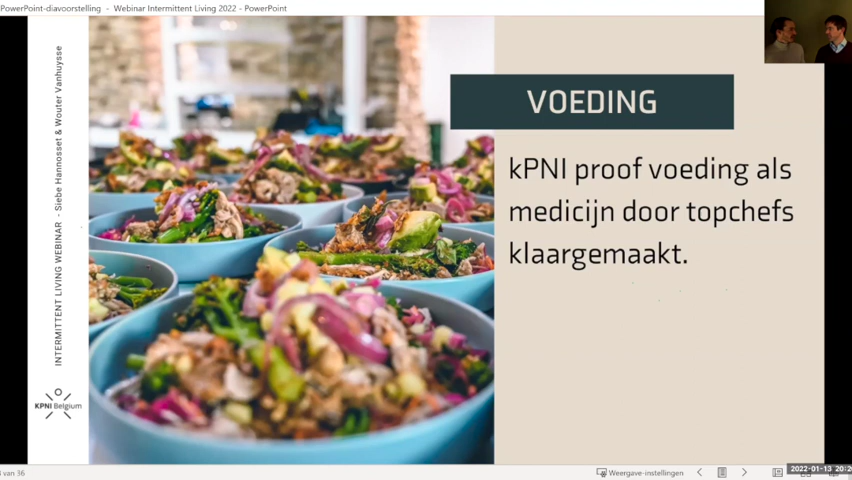 PowerPoint-diavoorstelling - Webinar Intermittent Living 2022 - PowerPoint
INTERMITTENT LIVING WEBINAR - Siebe Hannosset & Wouter Vanhuysse
KPNI Belgium
VOEDING
kPNI proof voeding als
medicijn door topchefs
klaargemaakt.
van 36
Weergave-instellingen
2022-01-13